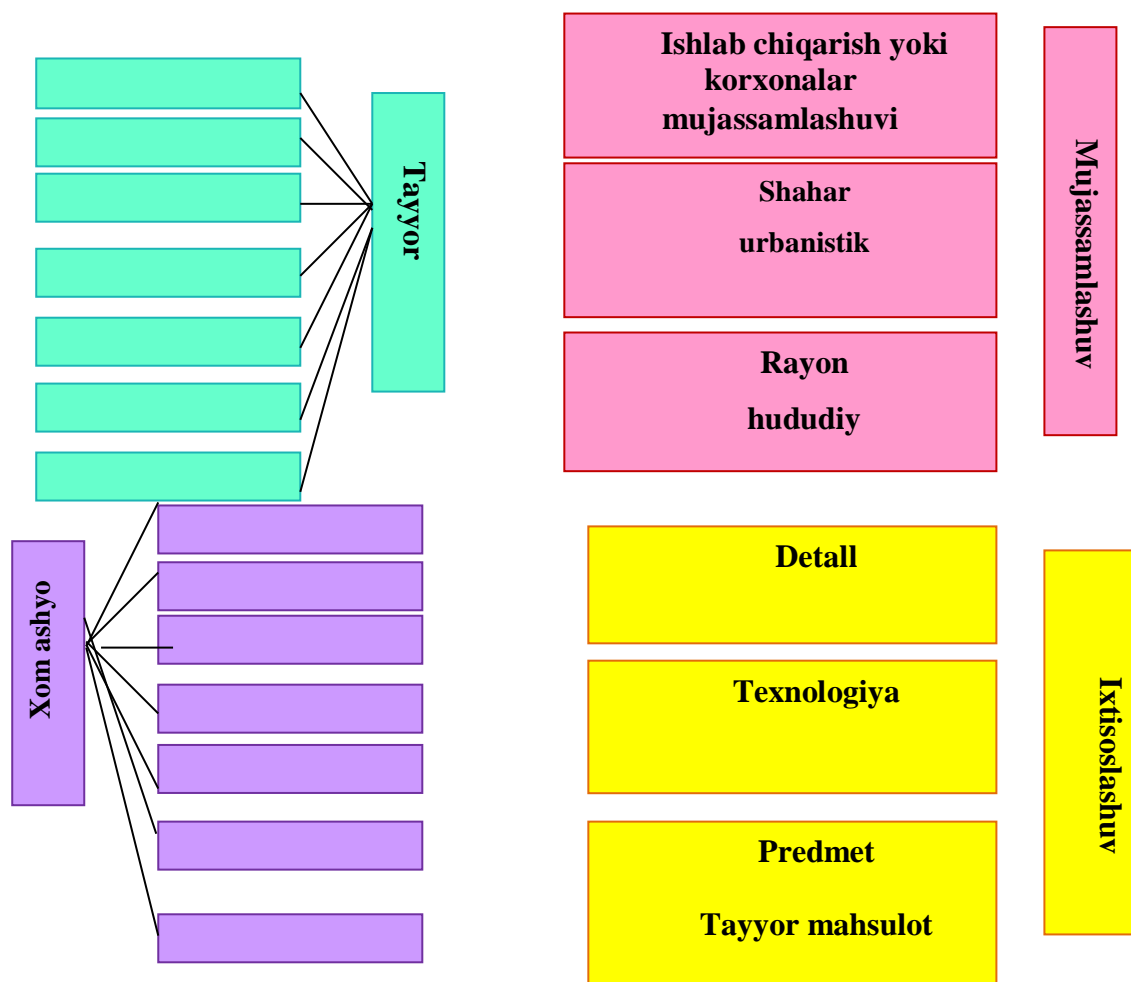 Tayyor
Ishlab chiqarish yoki
korxonalar
mujassamlashuvi
Shahar
urbanistik
Rayon
hududiy
Mujassamlashuv
Xom ashyo
Detall
Texnologiya
Predmet
Tayyor mahsulot
Ixtisoslashuv